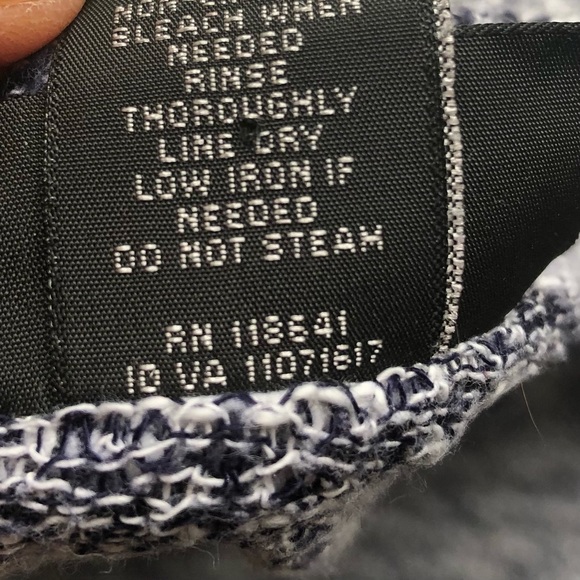 BLEACH WHEN
NEEDED
RINSE
THOROUGHLY
LINE DRY
LOW IRON IF
NEEDED
DO NOT STEAM
RN 118641
ID VA 11071617